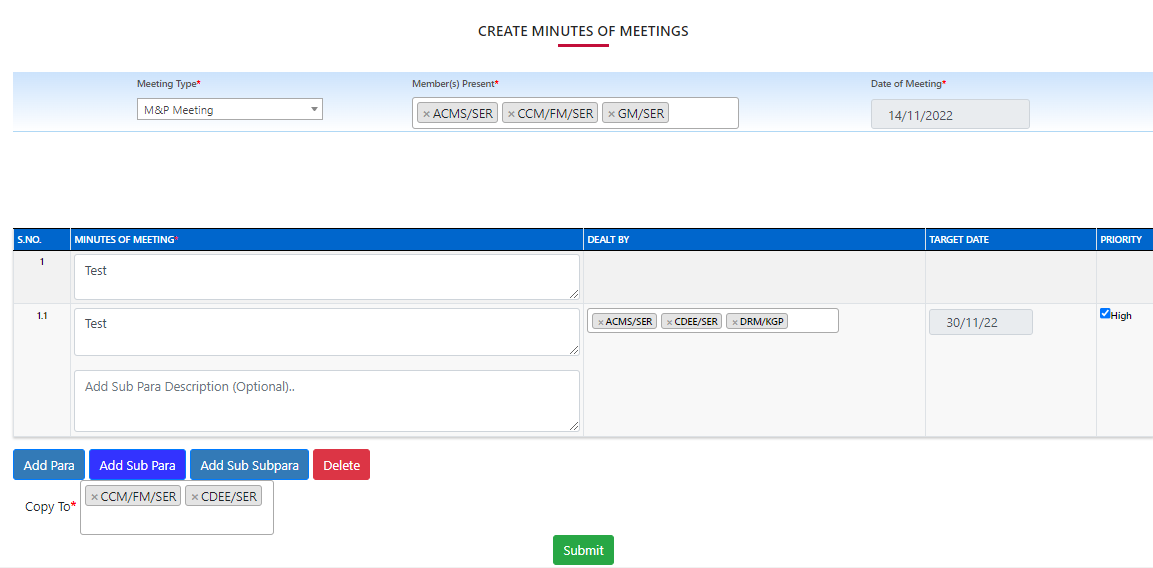 CREATE MINUTES OF MEETINGS
Meeting Type* Member(s) Present* Date of Meeting*
M&P Meeting × ACMS/SER × CCM/FM/SER × GM/SER 14/11/2022
S.NO. MINUTES OF MEETING* DEALT BY TARGET DATE PRIORITY
1 Test
1.1 Test × ACMS/SER × CDEE/SER × DRM/KGP 30/11/22 High
Add Sub Para Description (Optional)..
Add Para Add Sub Para Add Sub Subpara Delete
Copy To* × CCM/FM/SER × CDEE/SER
Submit